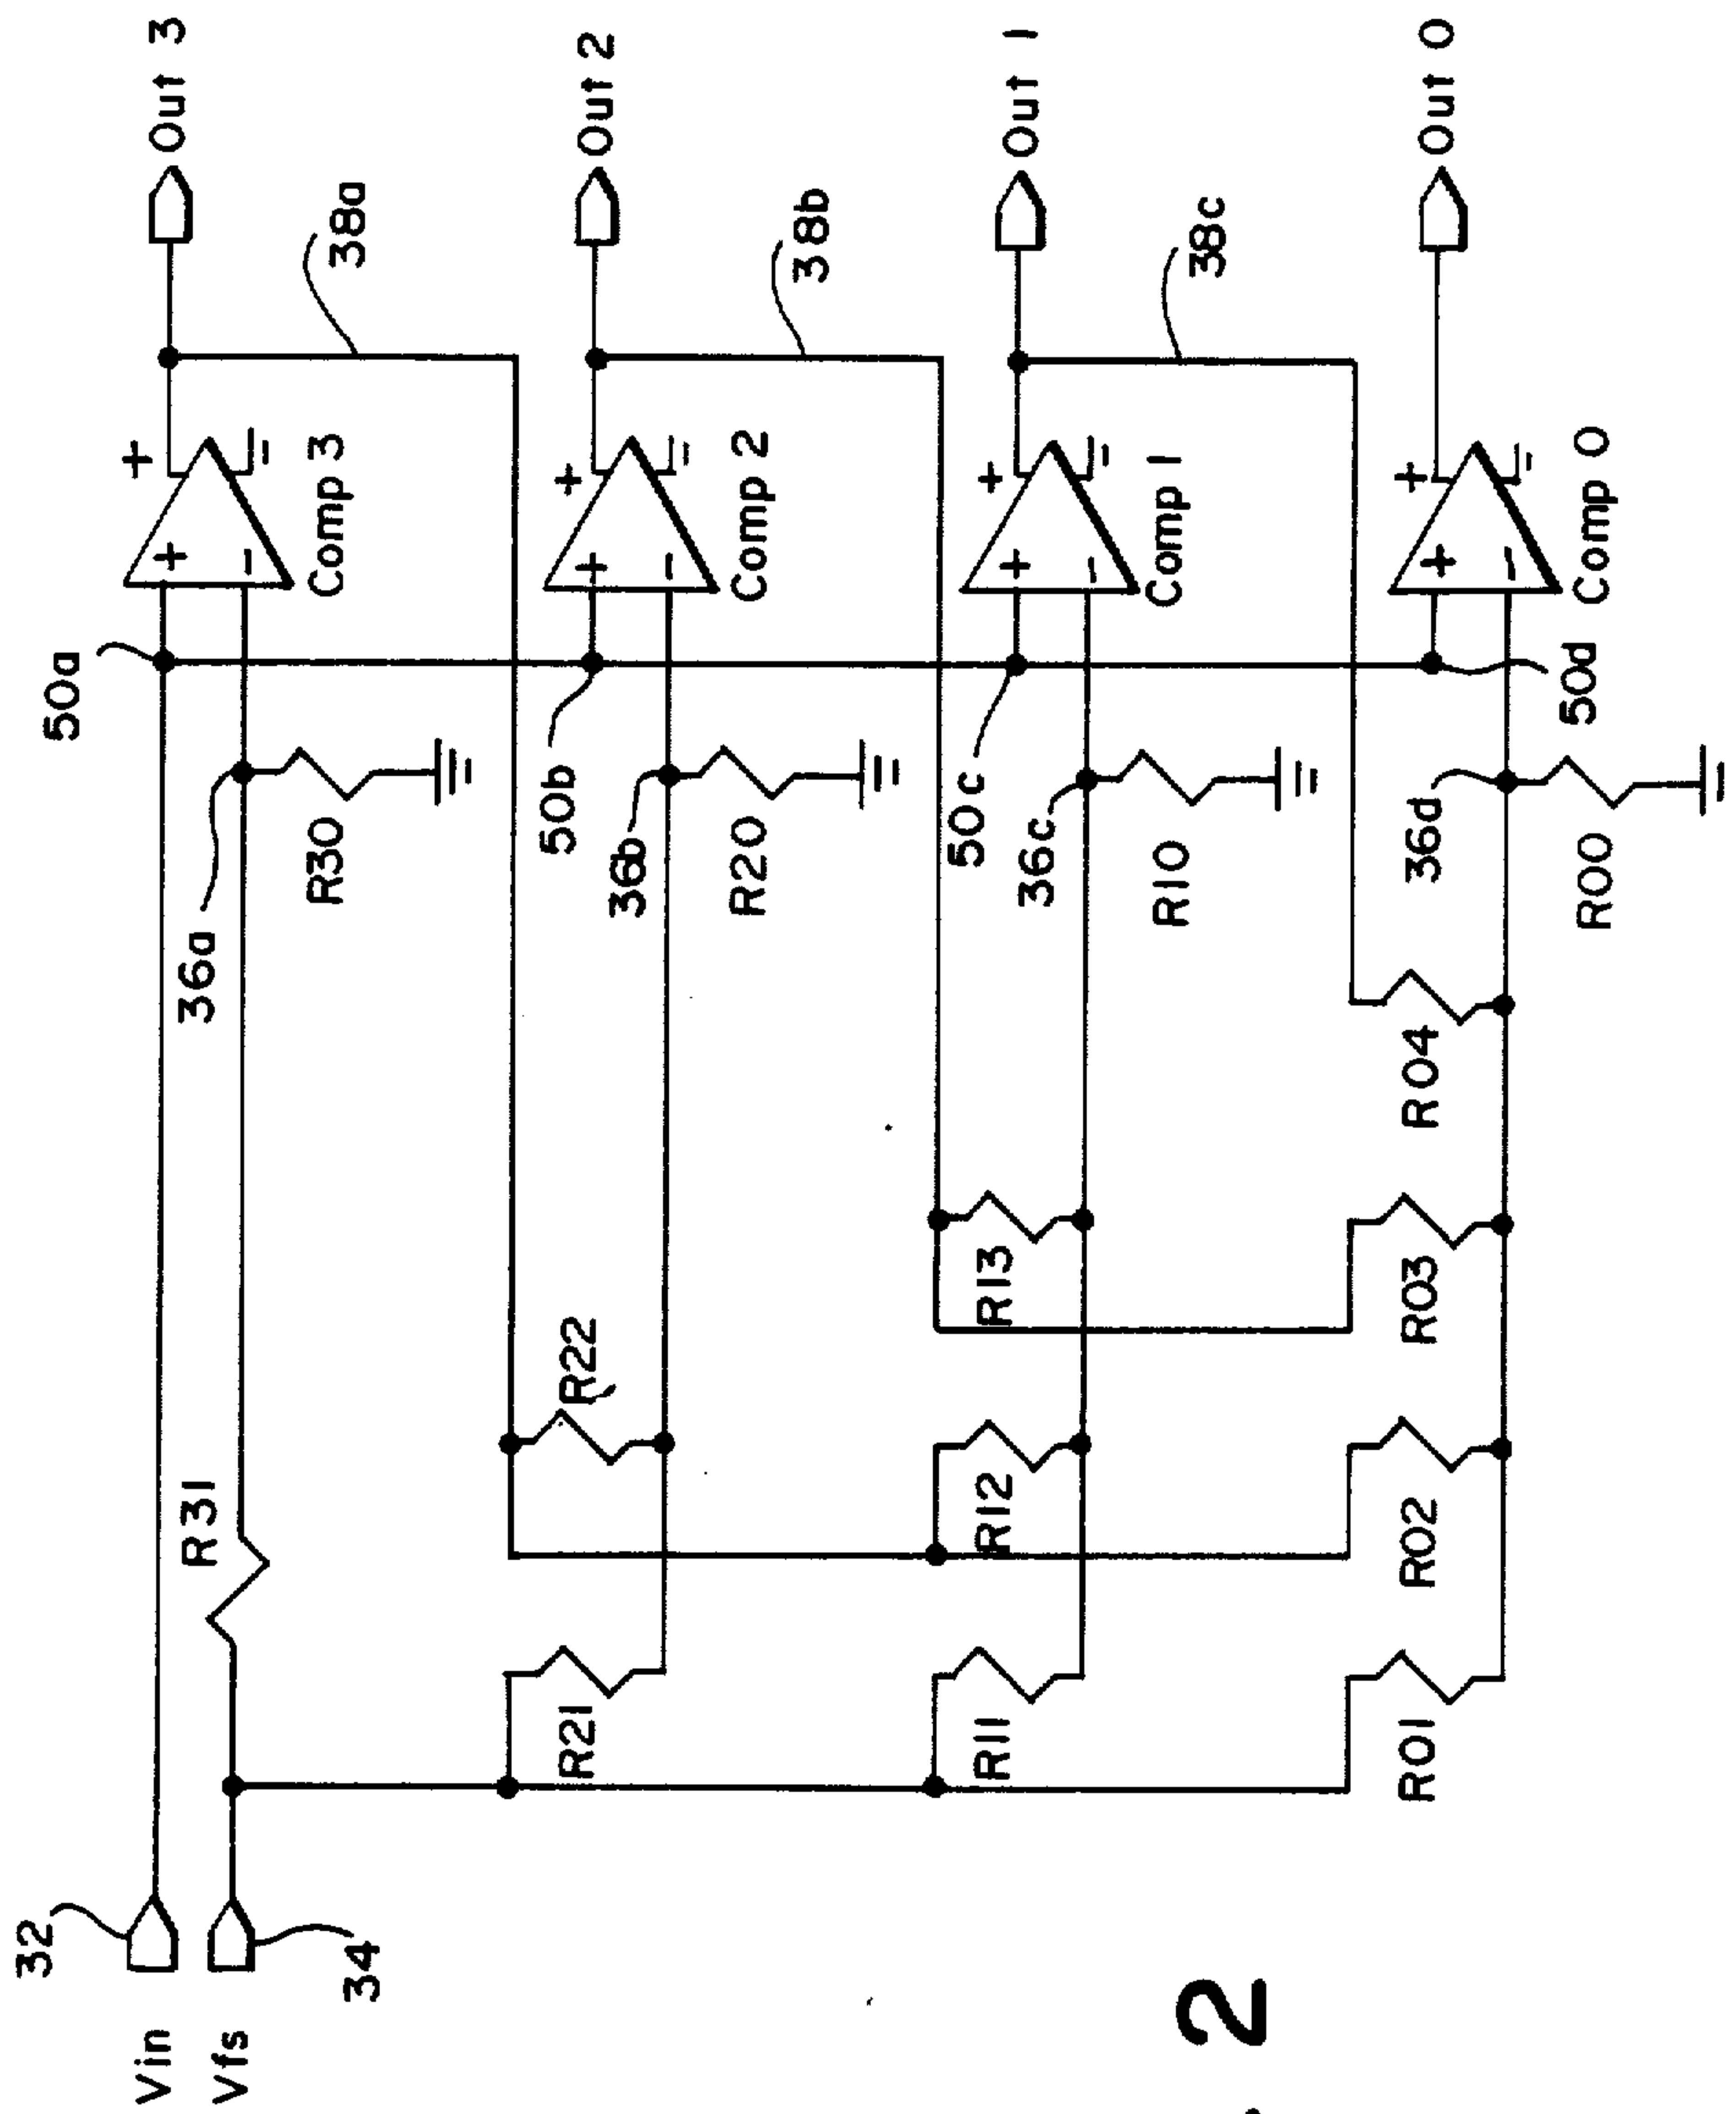 32
Vin
Vfs
34
R31
36a
50a
R30
+
-
+
Comp 3
38a
Out 3
R21
R22
36b
50b
R20
+
-
+
Comp 2
38b
Out 2
R11
R12
R13
36c
50c
R10
+
-
+
Comp 1
38c
Out 1
R01
R02
R03
R04
36d
50d
R00
+
-
+
Comp 0
Out 0
2